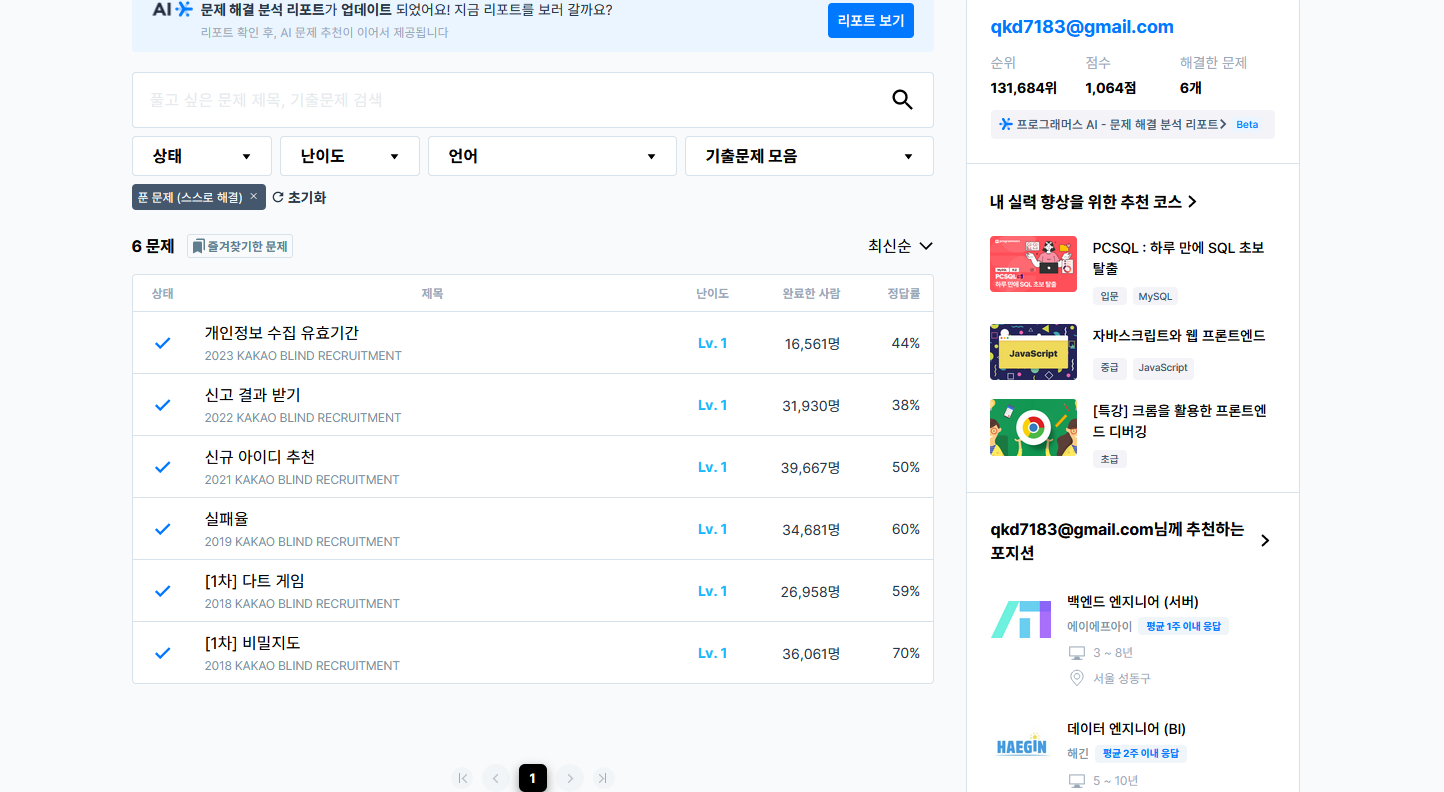 AI 문제 해결 분석 리포트가 업데이트 되었어요! 지금 리포트를 보러 갈까요?
리포트 확인 후, AI 문제 추천이 이어서 제공됩니다
리포트 보기
풀고 싶은 문제 제목, 기출문제 검색
상태 난이도 언어 기출문제 모음
푼 문제 (스스로 해결) × 초기화
6 문제 즐겨찾기한 문제 최신순
상태 제목 난이도 완료한 사람 정답률
개인정보 수집 유효기간
2023 KAKAO BLIND RECRUITMENT
Lv. 1 16,561명 44%
신고 결과 받기
2022 KAKAO BLIND RECRUITMENT
Lv. 1 31,930명 38%
신규 아이디 추천
2021 KAKAO BLIND RECRUITMENT
Lv. 1 39,667명 50%
실패율
2019 KAKAO BLIND RECRUITMENT
Lv. 1 34,681명 60%
[1차] 다트 게임
2018 KAKAO BLIND RECRUITMENT
Lv. 1 26,958명 59%
[1차] 비밀지도
2018 KAKAO BLIND RECRUITMENT
Lv. 1 36,061명 70%
1
qkd7183@gmail.com
순위 점수 해결한 문제
131,684위 1,064점 6개
프로그래머스 AI - 문제 해결 분석 리포트 Beta
내 실력 향상을 위한 추천 코스
PCSQL
하루 만에 SQL 초보 탈출
PCSQL : 하루 만에 SQL 초보
탈출
입문 MySQL
JavaScript
자바스크립트와 웹 프론트엔드
중급 JavaScript
[특강] 크롬을 활용한 프론트엔
드 디버깅
초급
qkd7183@gmail.com님께 추천하는
포지션
백엔드 엔지니어 (서버)
에이에프아이 평균 1주 이내 응답
3 ~ 8년
서울 성동구
HAEGIN
데이터 엔지니어 (BI)
해긴 평균 2주 이내 응답
5 ~ 10년